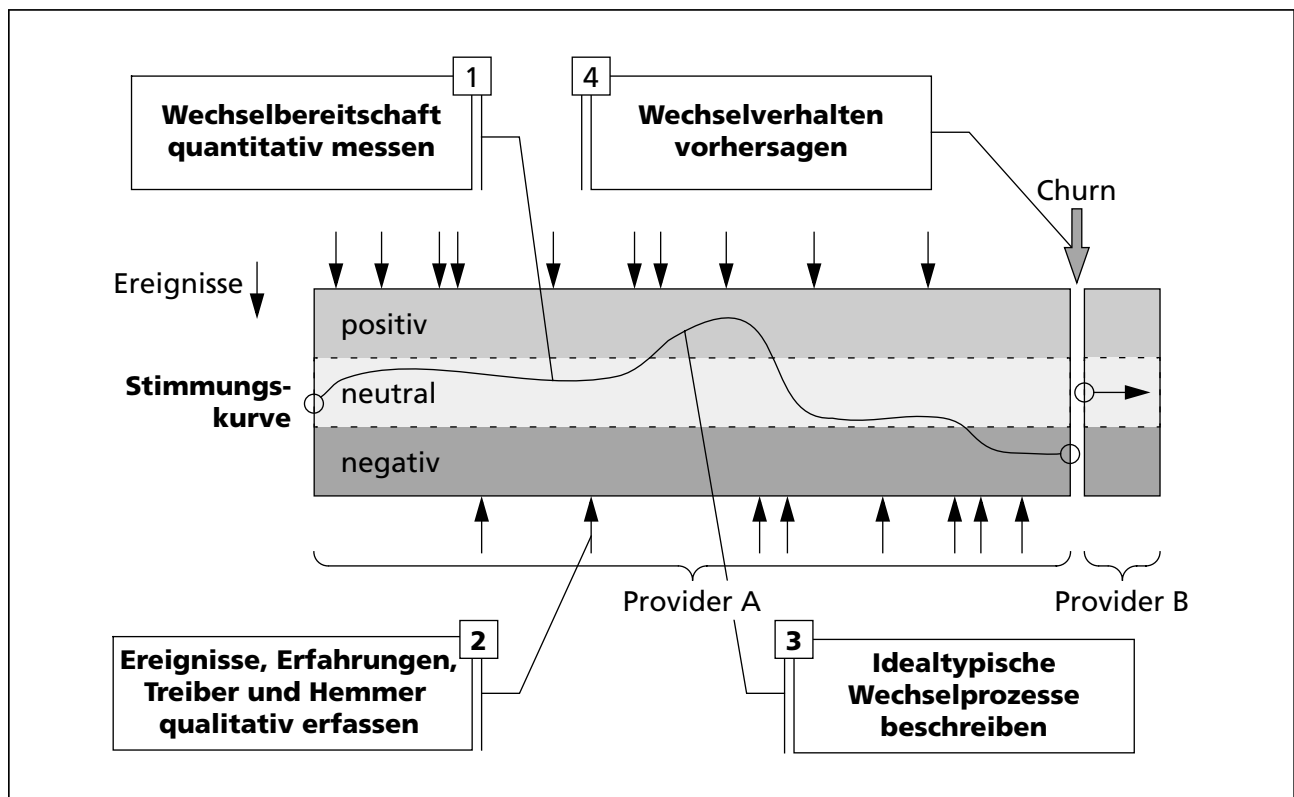 1
Wechselbereitschaft
quantitativ messen
4
Wechselverhalten
vorhersagen
Churn
Ereignisse
positiv
Stimmungs-
kurve
neutral
negativ
Provider A
Provider B
2
Ereignisse, Erfahrungen,
Treiber und Hemmer
qualitativ erfassen
3
Idealtypische
Wechselprozesse
beschreiben